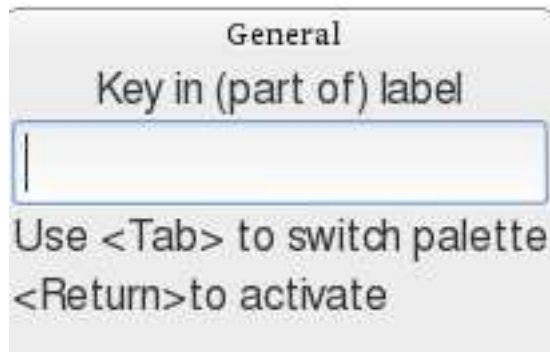 General
Key in (part of) label
Use <Tab> to switch palette
<Return>to activate